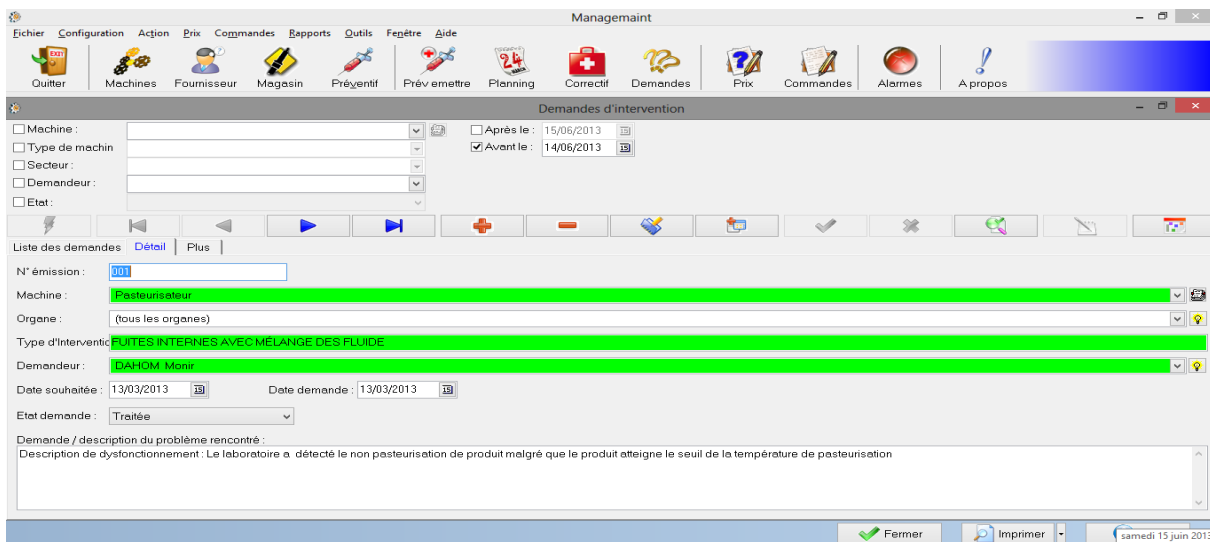 Managemaint
Fichier Configuration Action Prix Commandes Rapports Outils Fenêtre Aide
EXIT 24
Quitter Machines Fournisseur Magasin Préventif Prév emettre Planning Correctif Demandes Prix Commandes Alarmes A propos
Demandes d'intervention
Machine : Après le : 15/06/2013
Type de machin Avant le : 14/06/2013
Secteur :
Demandeur :
Etat :
Liste des demandes Détail Plus
N° émission : 001
Machine : Pasteurisateur
Organe : (tous les organes)
Type d'Interventic FUITES INTERNES AVEC MÉLANGE DES FLUIDE
Demandeur : DAHOM Monir
Date souhaitée : 13/03/2013 Date demande : 13/03/2013
Etat demande : Traitée
Demande / description du problème rencontré :
Description de dysfonctionnement : Le laboratoire a détecté le non pasteurisation de produit malgré que le produit atteigne le seuil de la température de pasteurisation
Fermer Imprimer samedi 15 juin 2013